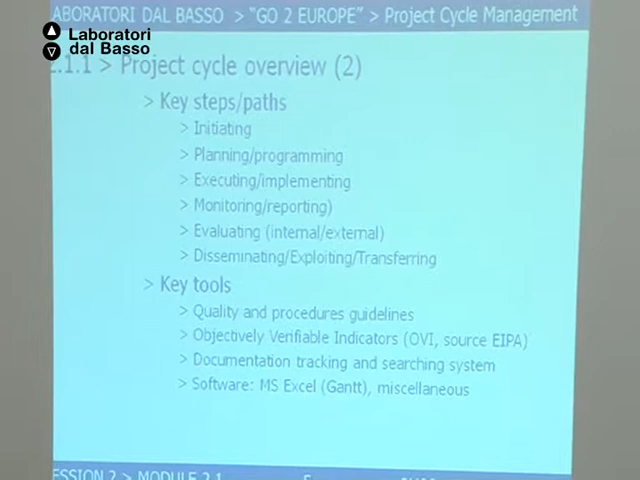 ABORATORI DAL BASSO > "GO 2 EUROPE" > Project Cycle Management
Laboratori
dal Basso
2.1.1 > Project cycle overview (2)
> Key steps/paths
> Initiating
> Planning/programming
> Executing/implementing
> Monitoring/reporting)
> Evaluating (internal/external)
> Disseminating/Exploiting/Transferring
> Key tools
> Quality and procedures guidelines
> Objectively Verifiable Indicators (OVI, source EIPA)
> Documentation tracking and searching system
> Software: MS Excel (Gantt), miscellaneous
ESSION 2 > MODULE 2.1